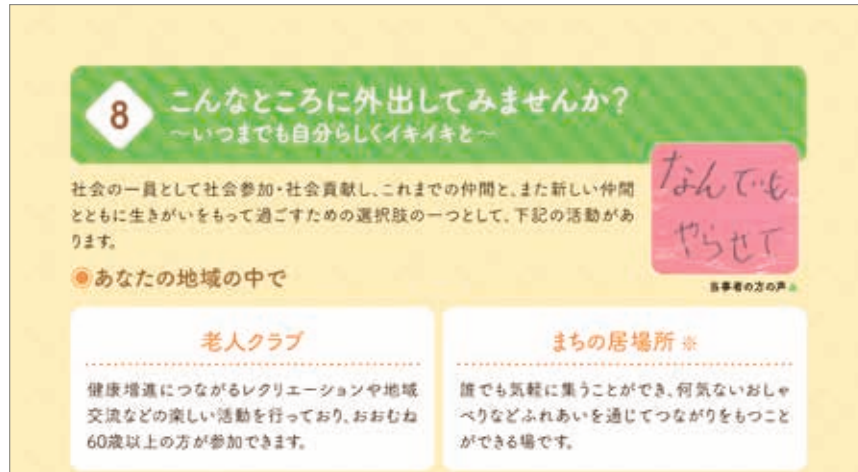 8
こんなところに外出してみませんか?
～いつまでも自分らしくイキイキと～
社会の一員として社会参加・社会貢献し、これまでの仲間と、また新しい仲間
とともに生きがいをもって過ごすための選択肢の一つとして、下記の活動があ
ります。
なんでも
やらせて
当事者の方の声
◉あなたの地域の中で
老人クラブ
健康増進につながるレクリエーションや地域
交流などの楽しい活動を行っており、おおむね
60歳以上の方が参加できます。
まちの居場所 ※
誰でも気軽に集うことができ、何気ないおしゃ
べりなどふれあいを通じてつながりをもつこと
ができる場です。